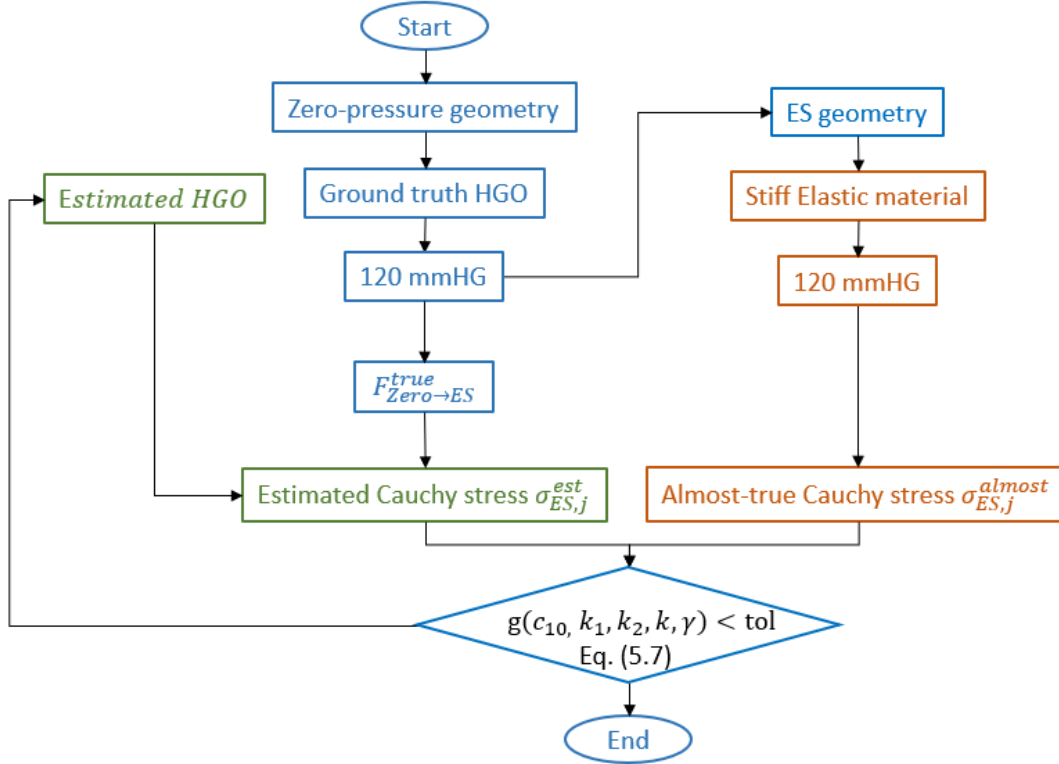 Start
Zero-pressure geometry
ES geometry
Estimated HGO
Ground truth HGO
Stiff Elastic material
120 mmHG
120 mmHG
F^{true}_{Zero→ES}
Estimated Cauchy stress σ^{est}_{ES,j}
Almost-true Cauchy stress σ^{almost}_{ES,j}
g(c_{10,} k_1, k_2, k, γ) < tol
Eq. (5.7)
End